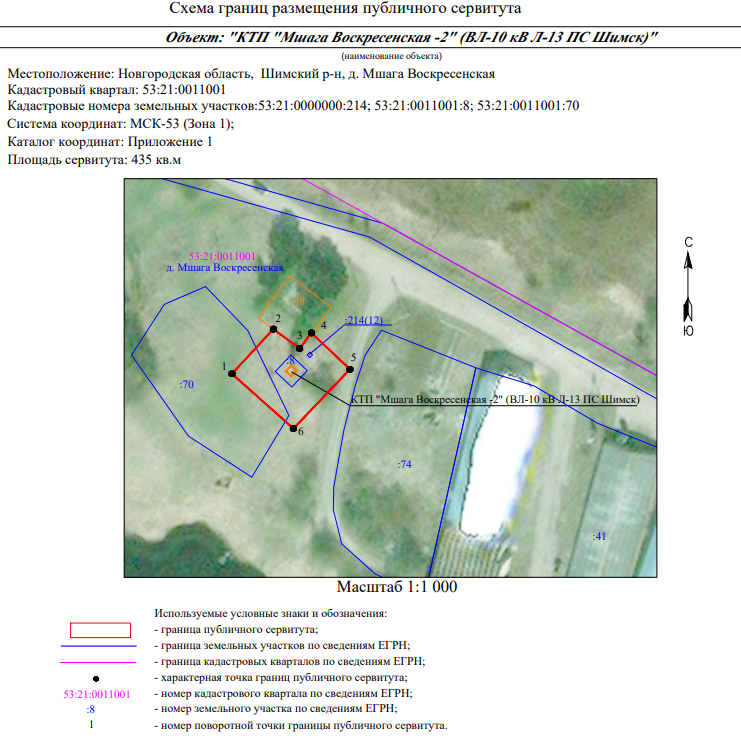 Схема границ размещения публичного сервитута
Объект: "КТП "Мшага Воскресенская -2" (ВЛ-10 кВ Л-13 ПС Шимск)"
(наименование объекта)
Местоположение: Новгородская область, Шимский р-н, д. Мшага Воскресенская
Кадастровый квартал: 53:21:0011001
Кадастровые номера земельных участков:53:21:0000000:214; 53:21:0011001:8; 53:21:0011001:70
Система координат: МСК-53 (Зона 1);
Каталог координат: Приложение 1
Площадь сервитута: 435 кв.м
С
Ю
53:21:0011001
д. Мшага Воскресенская
2
:214(12)
4
3
1
:8
5
:70
КТП "Мшага Воскресенская -2" (ВЛ-10 кВ Л-13 ПС Шимск)
6
:74
:41
Масштаб 1:1 000
Используемые условные знаки и обозначения:
- граница публичного сервитута;
- граница земельных участков по сведениям ЕГРН;
- граница кадастровых кварталов по сведениям ЕГРН;
- характерная точка границ публичного сервитута;
53:21:0011001 - номер кадастрового квартала по сведениям ЕГРН;
:8 - номер земельного участка по сведениям ЕГРН;
1 - номер поворотной точки границы публичного сервитута.